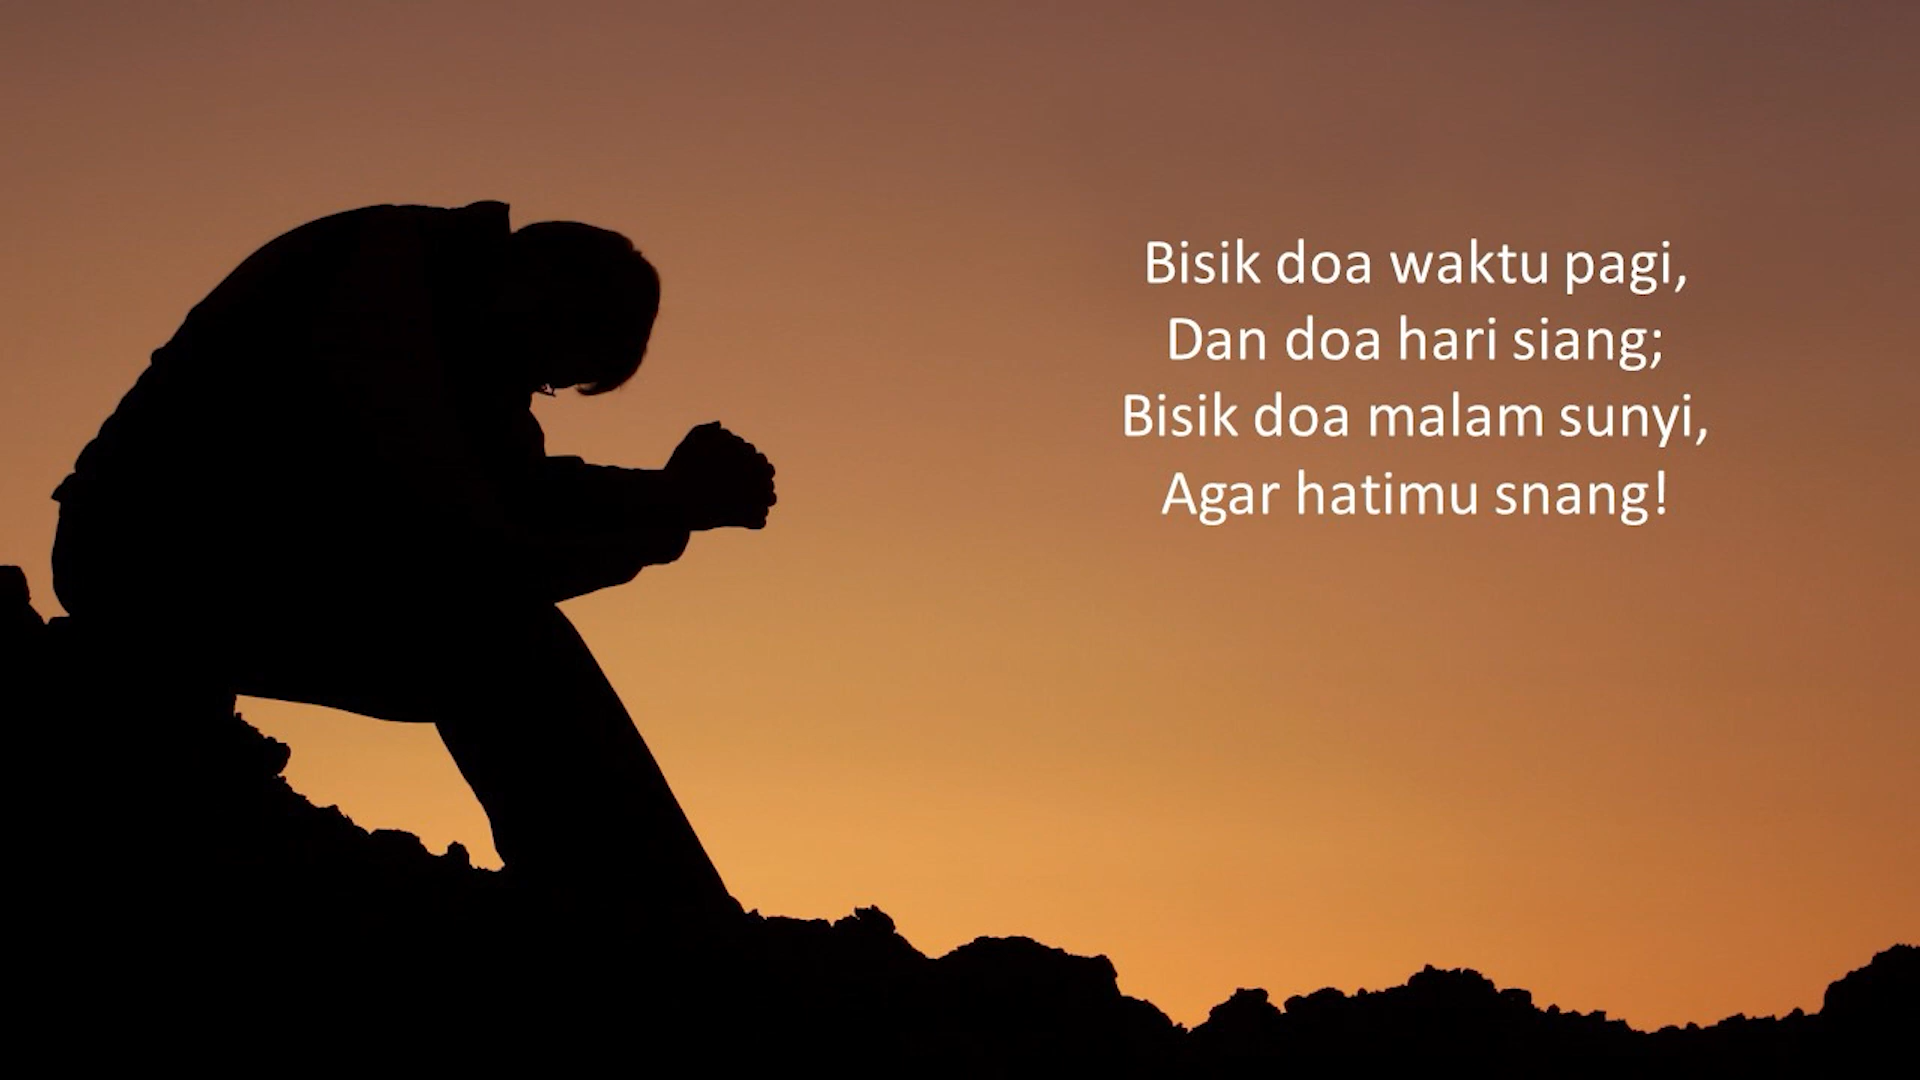 Bisik doa waktu pagi,
Dan doa hari siang;
Bisik doa malam sunyi,
Agar hatimu snang!